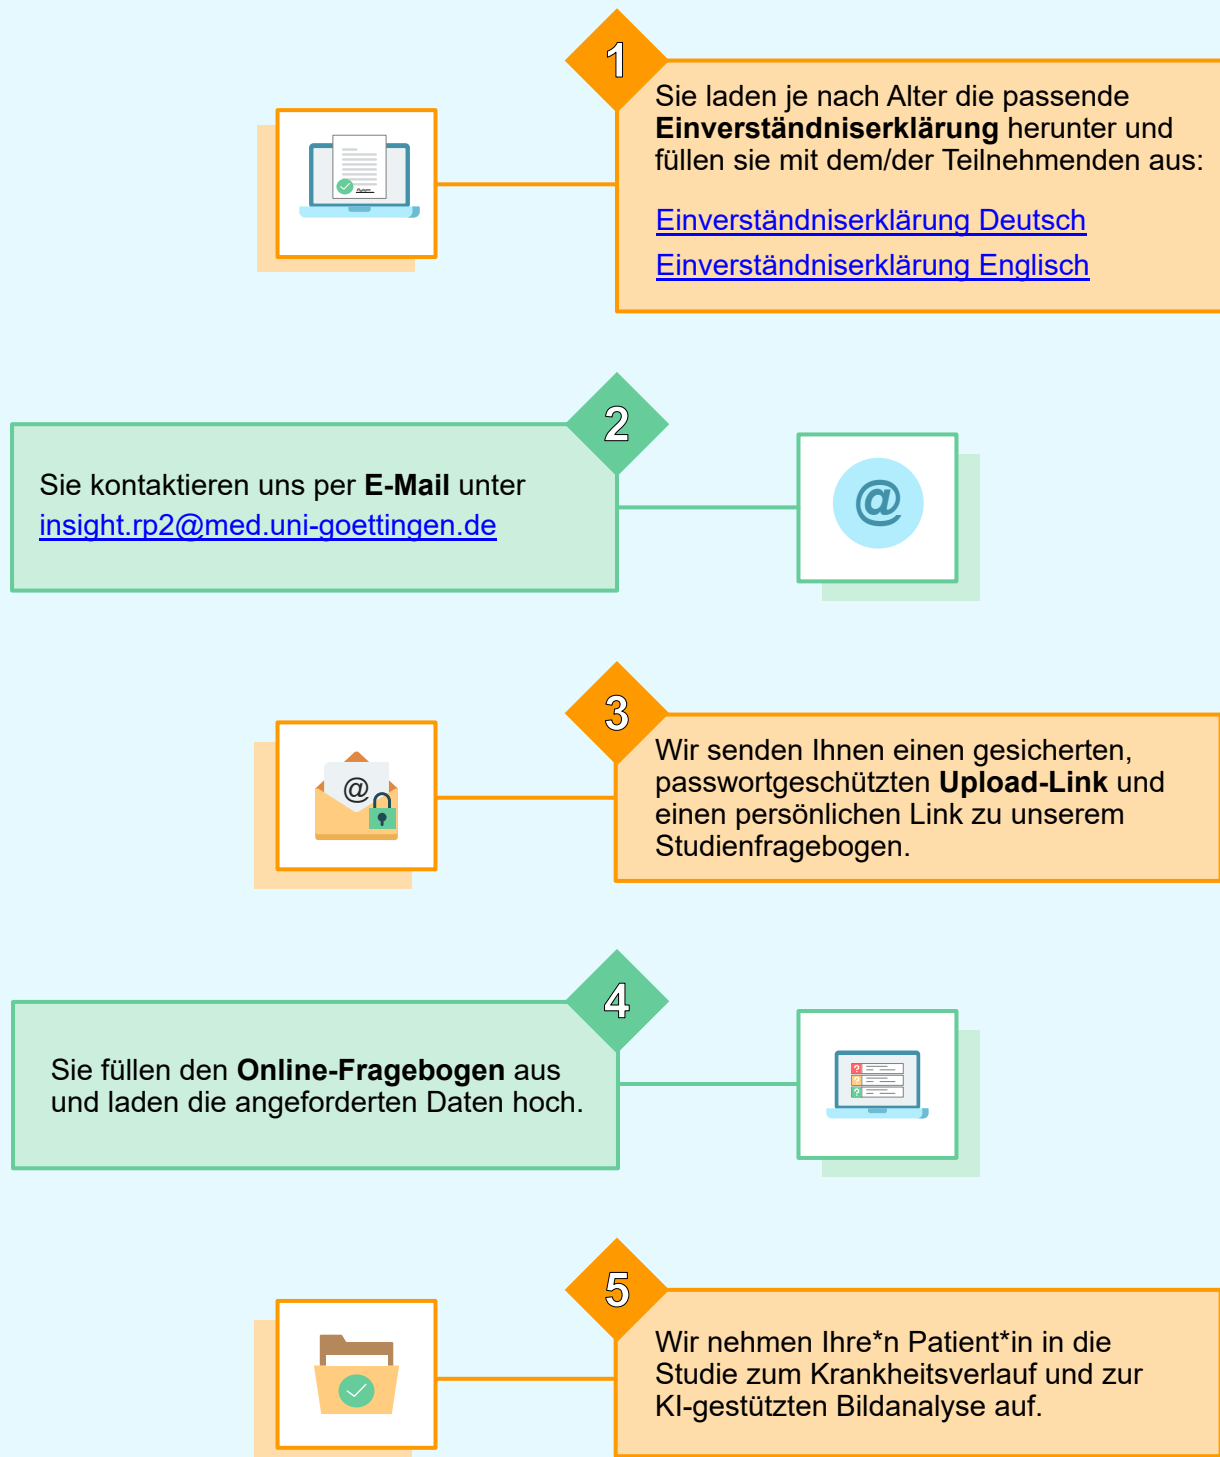 1
Sie laden je nach Alter die passende
Einverständniserklärung herunter und
füllen sie mit dem/der Teilnehmenden aus:
Einverständniserklärung Deutsch
Einverständniserklärung Englisch
2
Sie kontaktieren uns per E-Mail unter
insight.rp2@med.uni-goettingen.de
@
3
@
Wir senden Ihnen einen gesicherten,
passwortgeschützten Upload-Link und
einen persönlichen Link zu unserem
Studienfragebogen.
4
Sie füllen den Online-Fragebogen aus
und laden die angeforderten Daten hoch.
?
?
?
5
Wir nehmen Ihre*n Patient*in in die
Studie zum Krankheitsverlauf und zur
KI-gestützten Bildanalyse auf.